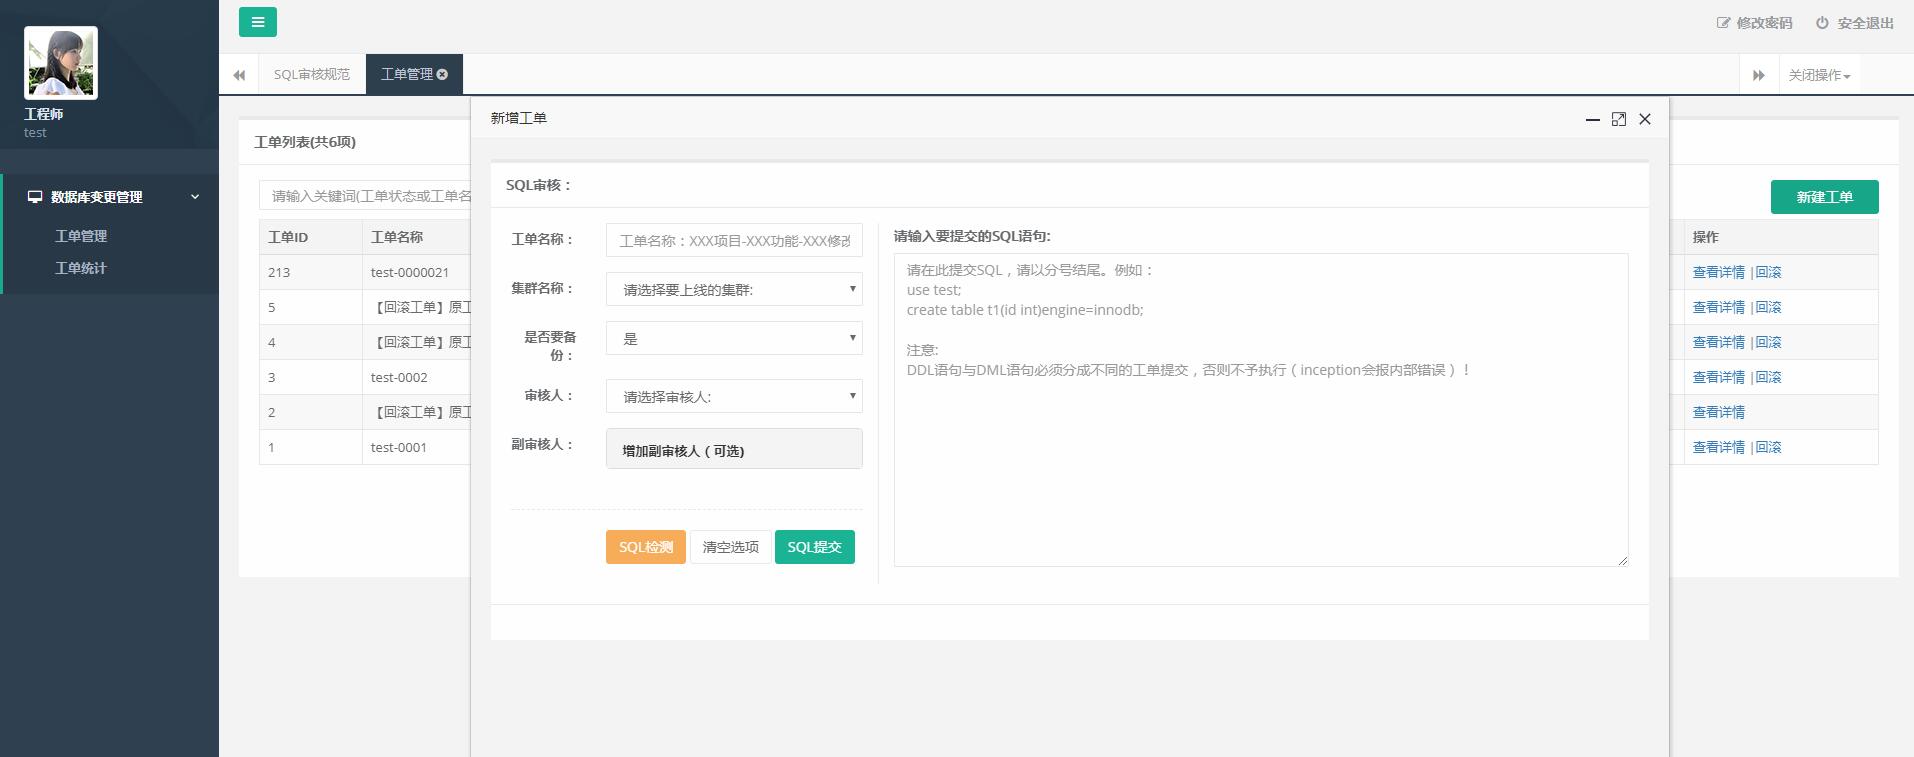 修改密码
安全退出
SQL审核规范
工单管理
关闭操作
工程师
test
数据库变更管理
工单管理
工单统计
工单列表(共6项)
请输入关键词(工单状态或工单名
新建工单
工单ID 工单名称 操作
213 test-0000021 查看详情 |回滚
5 【回滚工单】原工 查看详情 |回滚
4 【回滚工单】原工 查看详情 |回滚
3 test-0002 查看详情 |回滚
2 【回滚工单】原工 查看详情
1 test-0001 查看详情 |回滚
新增工单
SQL审核：
工单名称：
工单名称：XXX项目-XXX功能-XXX修改
集群名称：
请选择要上线的集群:
是否要备
份：
是
审核人：
请选择审核人:
副审核人：
增加副审核人（可选)
SQL检测
清空选项
SQL提交
请输入要提交的SQL语句:
请在此提交SQL，请以分号结尾。例如：
use test;
create table t1(id int)engine=innodb;
注意:
DDL语句与DML语句必须分成不同的工单提交，否则不予执行（inception会报内部错误）！